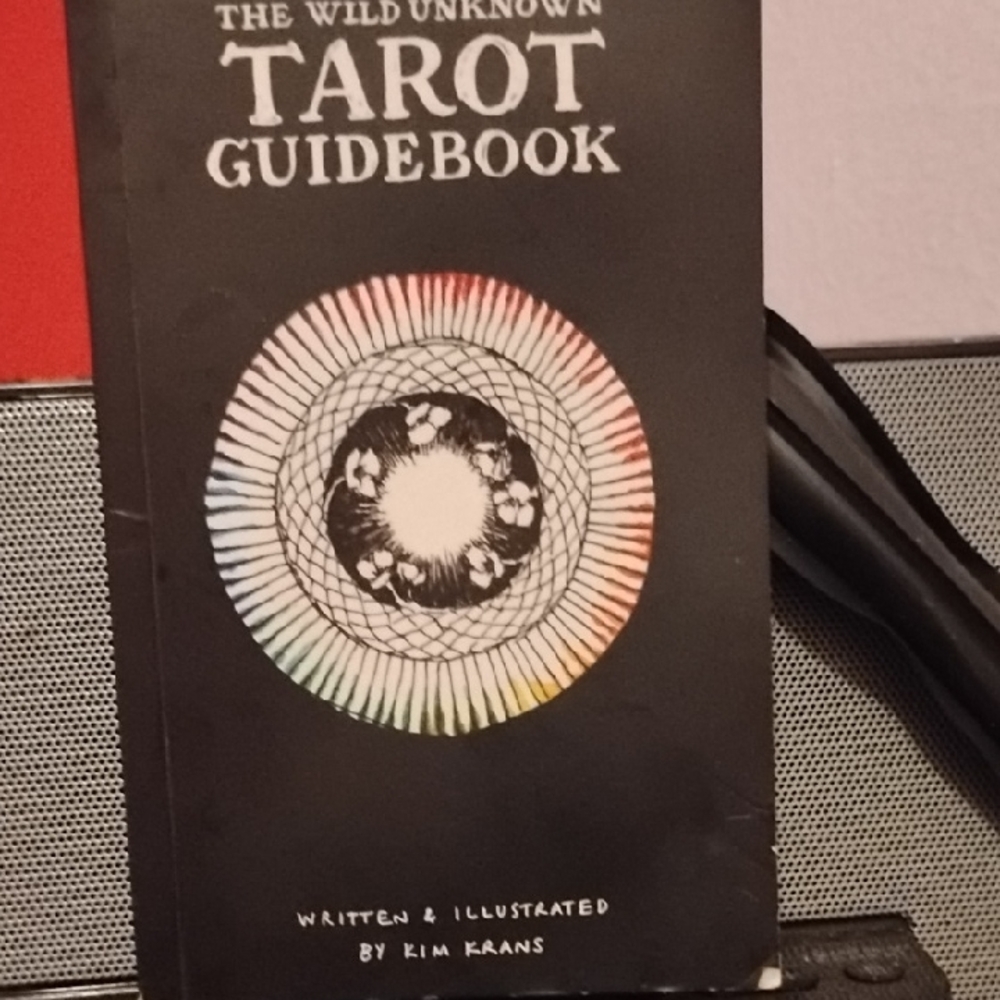 THE WILD UNKNOWN
TAROT
GUIDEBOOK
WRITTEN & ILLUSTRATED
BY KIM KRANS